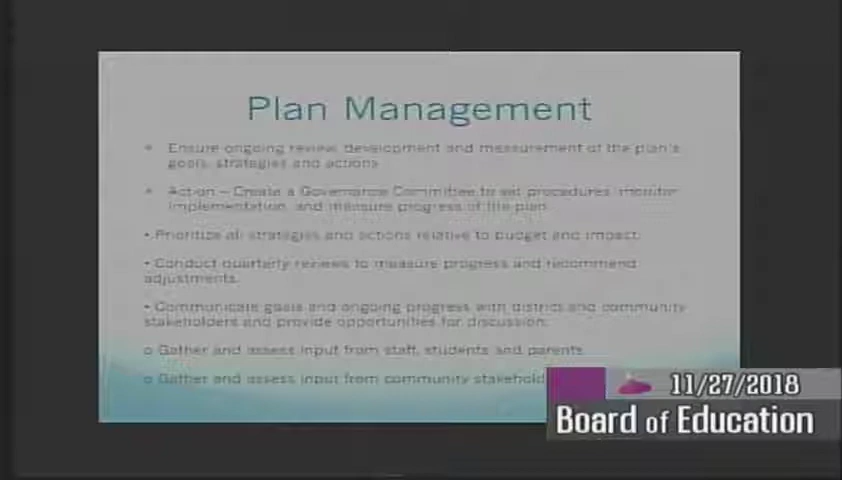 Plan Management
Ensure ongoing review, development and measurement of the plan's
goals, strategies and actions
Action – Create a Governance Committee to set procedures, monitor
implementation, and measure progress of the plan
• Prioritize all strategies and actions relative to budget and impact.
• Conduct quarterly reviews to measure progress and recommend
adjustments.
• Communicate goals and ongoing progress with district and community
stakeholders and provide opportunities for discussion.
o Gather and assess input from staff, students and parents
o Gather and assess input from community
11/27/2018
Board of Education